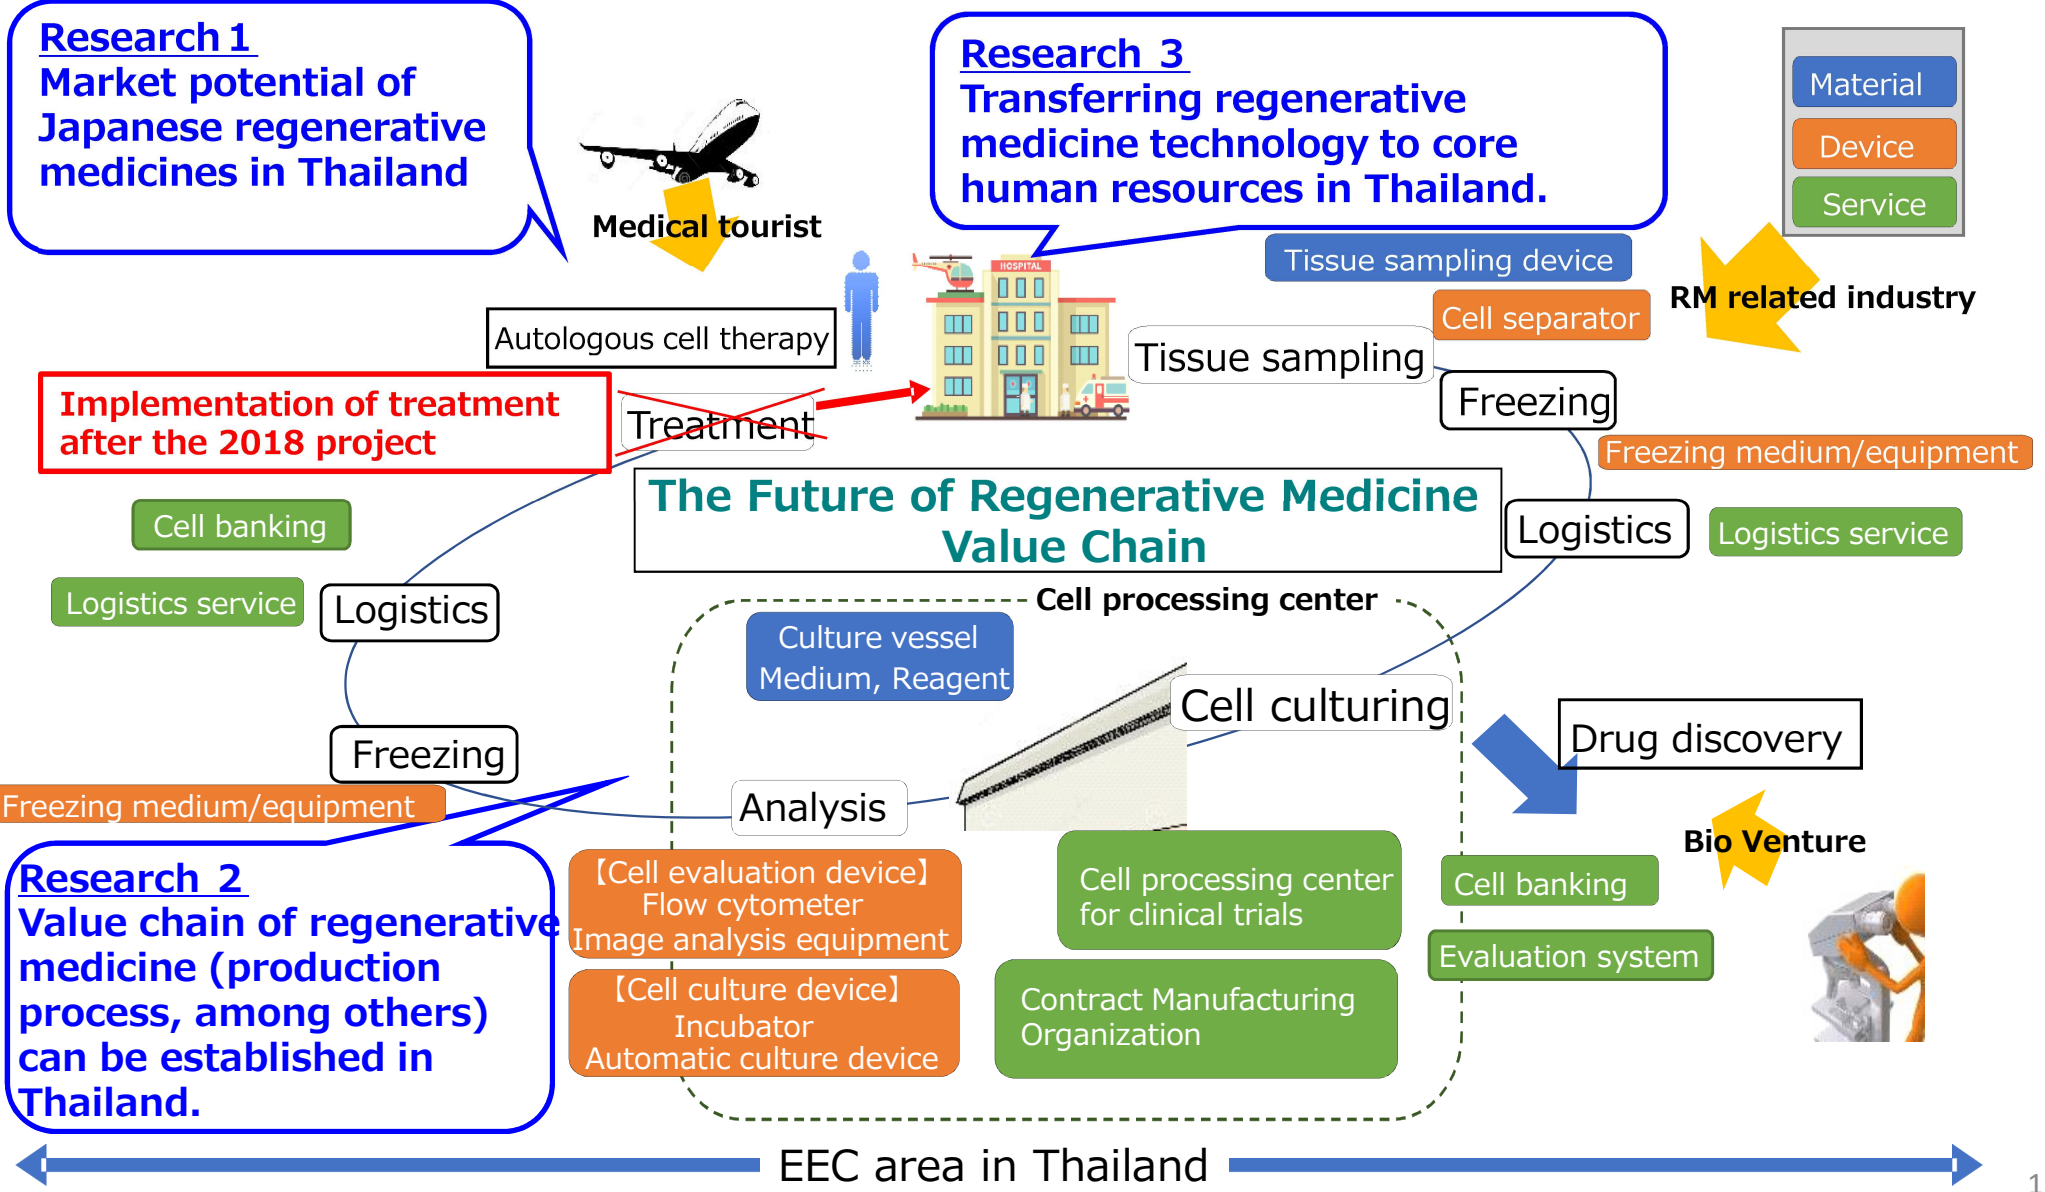 Research 1
Market potential of
Japanese regenerative
medicines in Thailand
Medical tourist
Research 3
Transferring regenerative
medicine technology to core
human resources in Thailand.
Material
Device
Service
RM related industry
Tissue sampling device
Cell separator
Tissue sampling
HOSPITAL
Autologous cell therapy
Implementation of treatment
after the 2018 project
Treatment
Freezing
Freezing medium/equipment
The Future of Regenerative Medicine
Value Chain
Logistics
Logistics service
Cell banking
Logistics service
Logistics
Cell processing center
Culture vessel
Medium, Reagent
Cell culturing
Drug discovery
Freezing
Freezing medium/equipment
Analysis
Bio Venture
Research 2
Value chain of regenerative
medicine (production
process, among others)
can be established in
Thailand.
【Cell evaluation device】
Flow cytometer
Image analysis equipment
【Cell culture device】
Incubator
Automatic culture device
Cell processing center
for clinical trials
Contract Manufacturing
Organization
Cell banking
Evaluation system
EEC area in Thailand
1